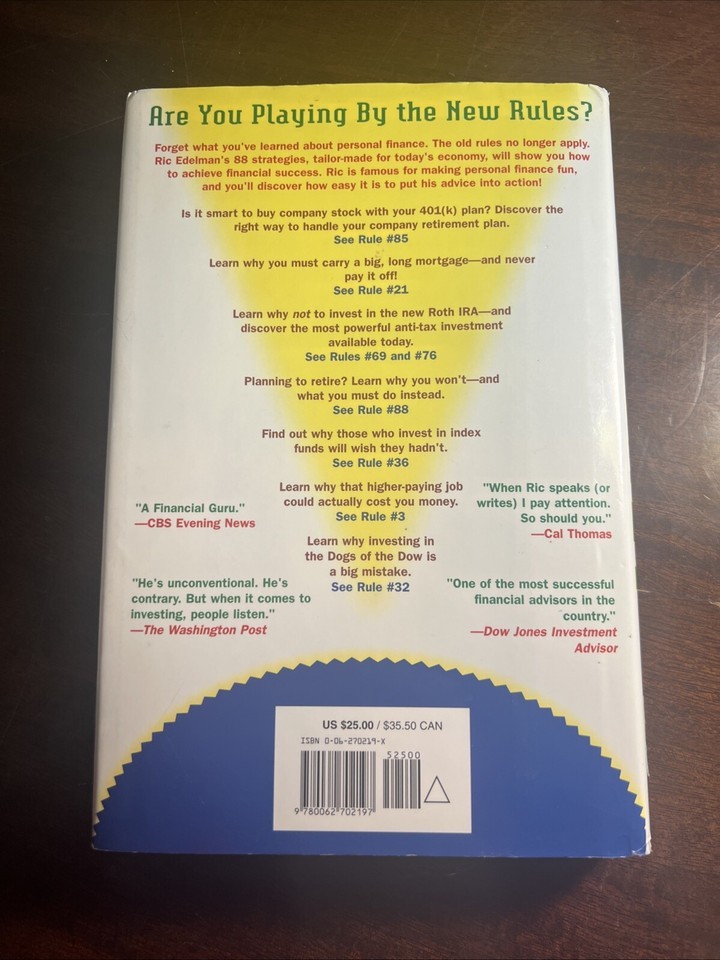 Are You Playing By the New Rules?
Forget what you've learned about personal finance. The old rules no longer apply.
Ric Edelman's 88 strategies, tailor-made for today's economy, will show you how
to achieve financial success. Ric is famous for making personal finance fun,
and you'll discover how easy it is to put his advice into action!
Is it smart to buy company stock with your 401(k) plan? Discover the
right way to handle your company retirement plan.
See Rule #85
Learn why you must carry a big, long mortgage—and never
pay it off!
See Rule #21
Learn why not to invest in the new Roth IRA—and
discover the most powerful anti-tax investment
available today.
See Rules #69 and #76
Planning to retire? Learn why you won't—and
what you must do instead.
See Rule #88
Find out why those who invest in index
funds will wish they hadn't.
See Rule #36
Learn why that higher-paying job
could actually cost you money.
See Rule #3
Learn why investing in
the Dogs of the Dow is
a big mistake.
See Rule #32
"A Financial Guru."
—CBS Evening News
"He's unconventional. He's
contrary. But when it comes to
investing, people listen."
—The Washington Post
"When Ric speaks (or
writes) I pay attention.
So should you."
—Cal Thomas
"One of the most successful
financial advisors in the
country."
—Dow Jones Investment
Advisor
US $25.00 / $35.50 CAN
ISBN 0-06-270219-X
52500
9 780062 702197